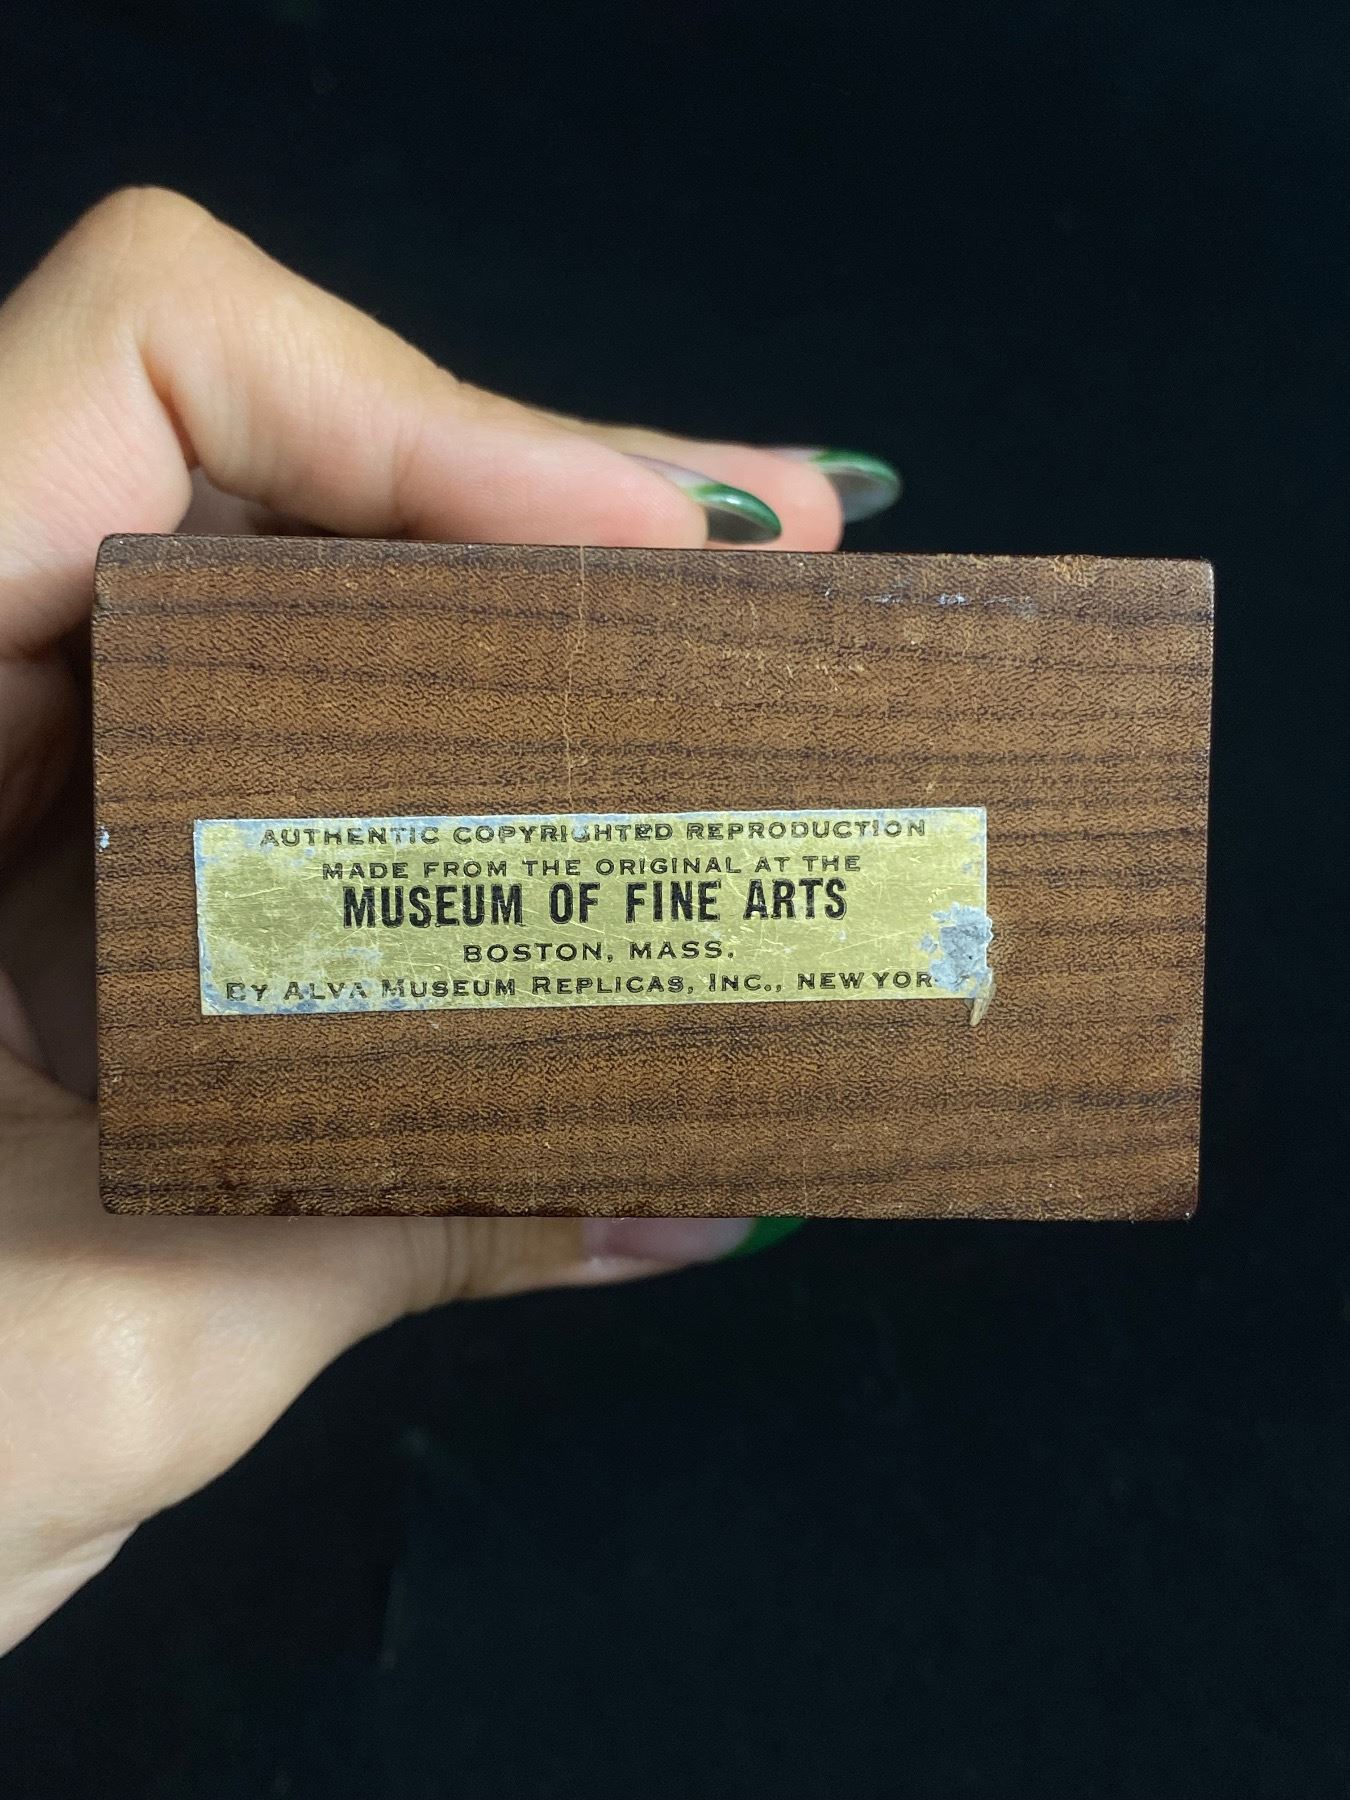 AUTHENTIC COPYRIGHTED REPRODUCTION
MADE FROM THE ORIGINAL AT THE
MUSEUM OF FINE ARTS
BOSTON, MASS.
BY ALVA MUSEUM REPLICAS, INC., NEW YOR